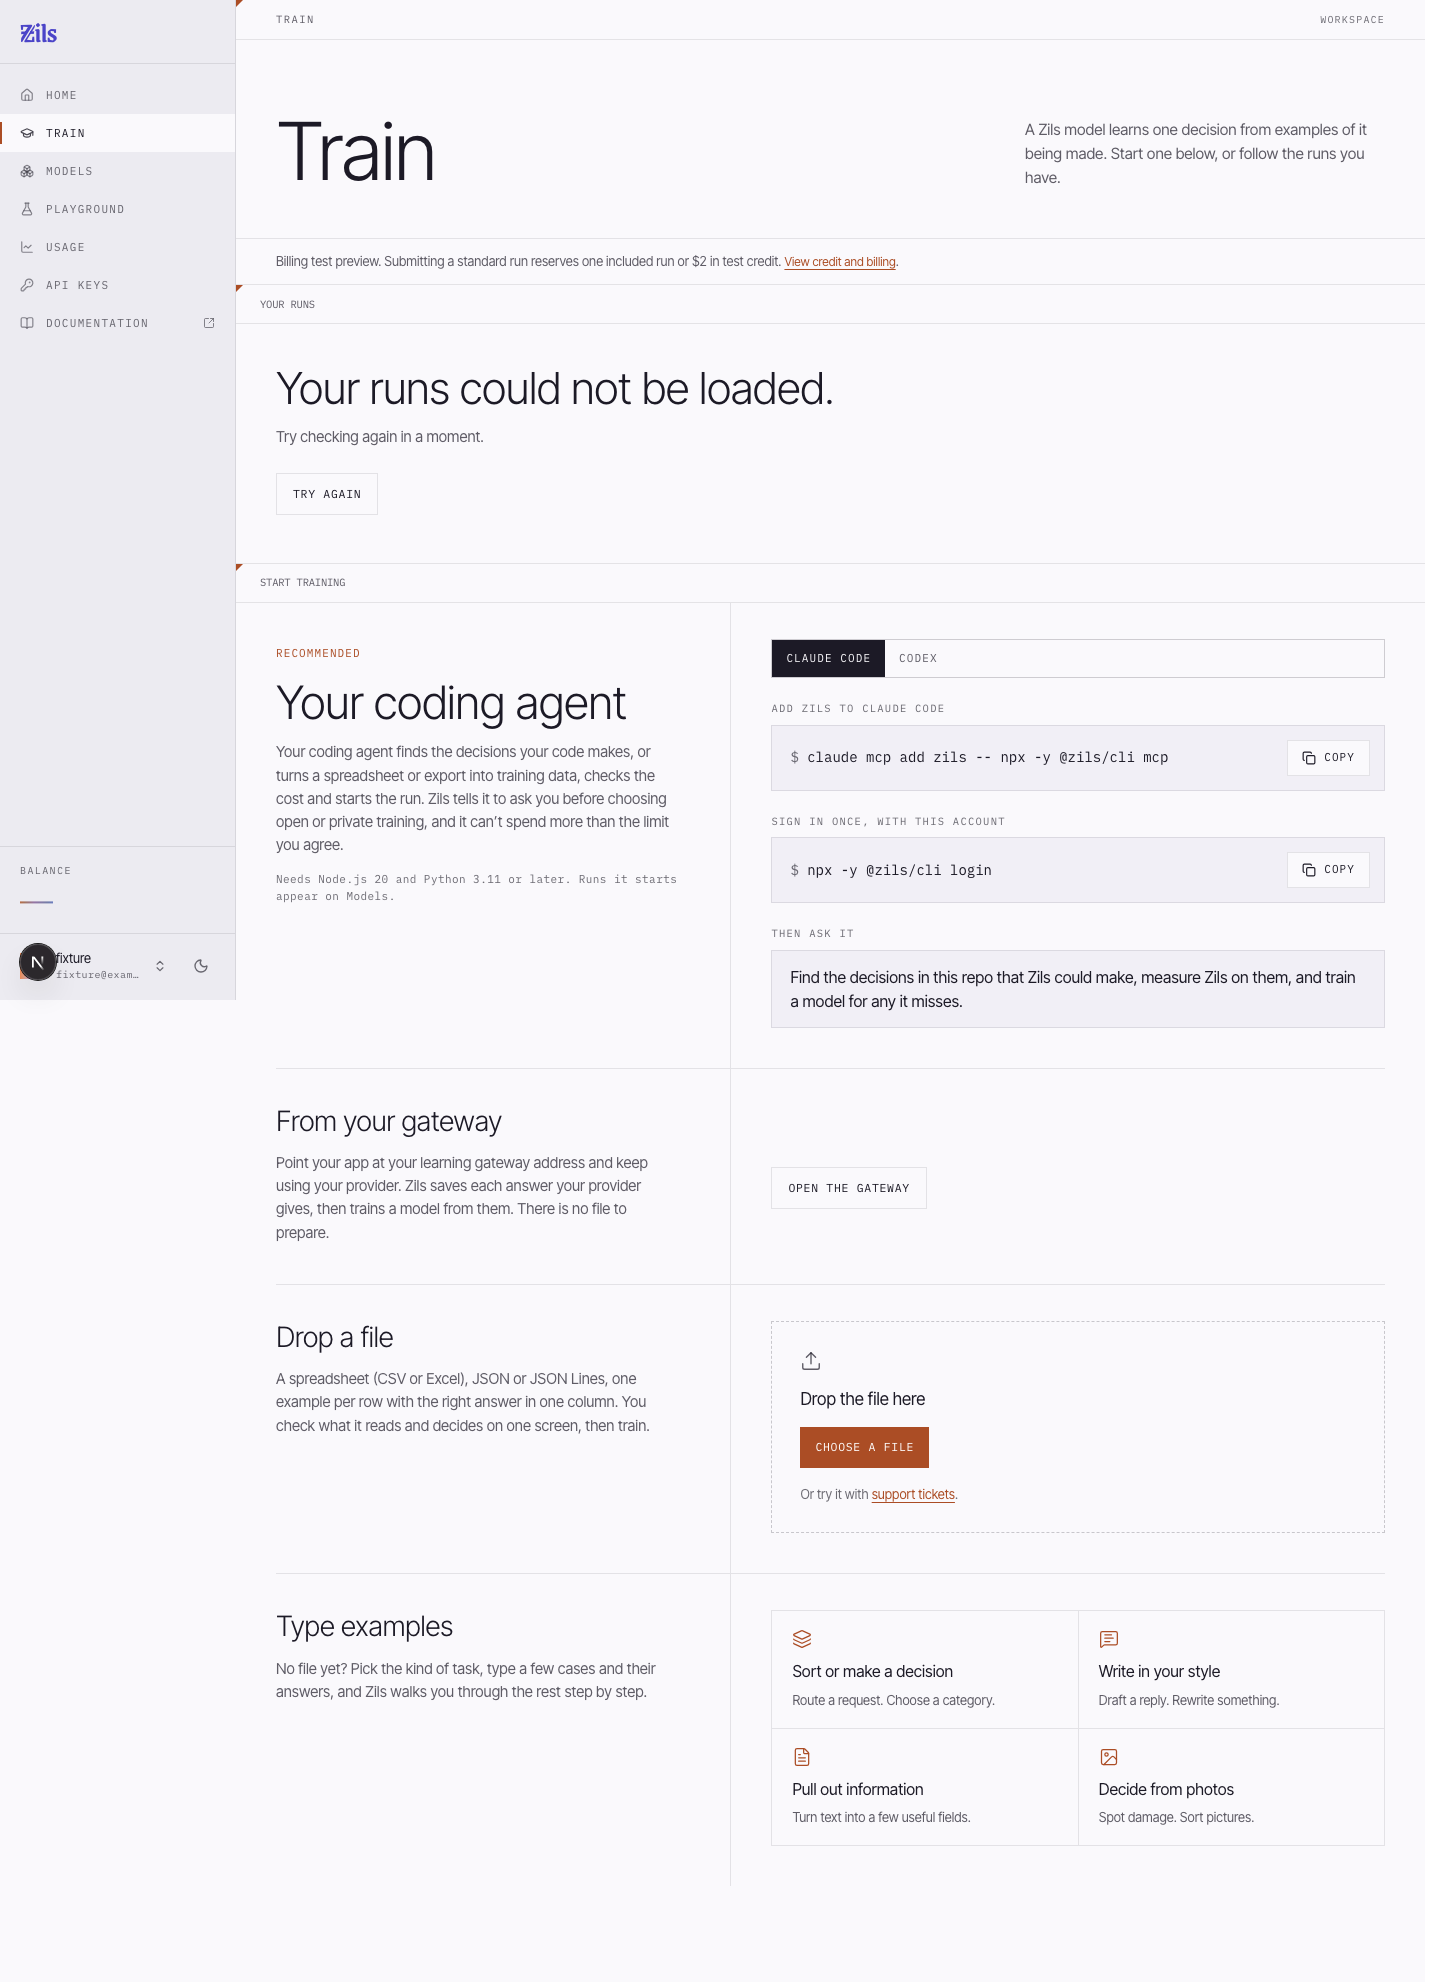 Zils
HOME
TRAIN
MODELS
PLAYGROUND
USAGE
API KEYS
DOCUMENTATION
BALANCE
N
fixture
fixture@exam…
TRAIN
WORKSPACE
Train
A Zils model learns one decision from examples of it
being made. Start one below, or follow the runs you
have.
Billing test preview. Submitting a standard run reserves one included run or $2 in test credit. View credit and billing.
YOUR RUNS
Your runs could not be loaded.
Try checking again in a moment.
TRY AGAIN
START TRAINING
RECOMMENDED
Your coding agent
Your coding agent finds the decisions your code makes, or
turns a spreadsheet or export into training data, checks the
cost and starts the run. Zils tells it to ask you before choosing
open or private training, and it can’t spend more than the limit
you agree.
Needs Node.js 20 and Python 3.11 or later. Runs it starts
appear on Models.
CLAUDE CODE
CODEX
ADD ZILS TO CLAUDE CODE
$ claude mcp add zils -- npx -y @zils/cli mcp
COPY
SIGN IN ONCE, WITH THIS ACCOUNT
$ npx -y @zils/cli login
COPY
THEN ASK IT
Find the decisions in this repo that Zils could make, measure Zils on them, and train
a model for any it misses.
From your gateway
Point your app at your learning gateway address and keep
using your provider. Zils saves each answer your provider
gives, then trains a model from them. There is no file to
prepare.
OPEN THE GATEWAY
Drop a file
A spreadsheet (CSV or Excel), JSON or JSON Lines, one
example per row with the right answer in one column. You
check what it reads and decides on one screen, then train.
Drop the file here
CHOOSE A FILE
Or try it with support tickets.
Type examples
No file yet? Pick the kind of task, type a few cases and their
answers, and Zils walks you through the rest step by step.
Sort or make a decision
Route a request. Choose a category.
Write in your style
Draft a reply. Rewrite something.
Pull out information
Turn text into a few useful fields.
Decide from photos
Spot damage. Sort pictures.